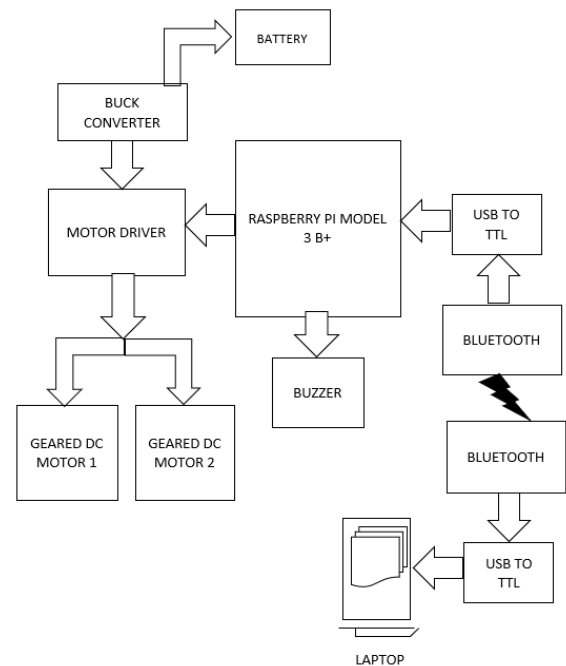 BATTERY
BUCK
CONVERTER
MOTOR DRIVER
RASPBERRY PI MODEL
3 B+
USB TO
TTL
BLUETOOTH
BUZZER
GEARED DC
MOTOR 1
GEARED DC
MOTOR 2
BLUETOOTH
USB TO
TTL
LAPTOP